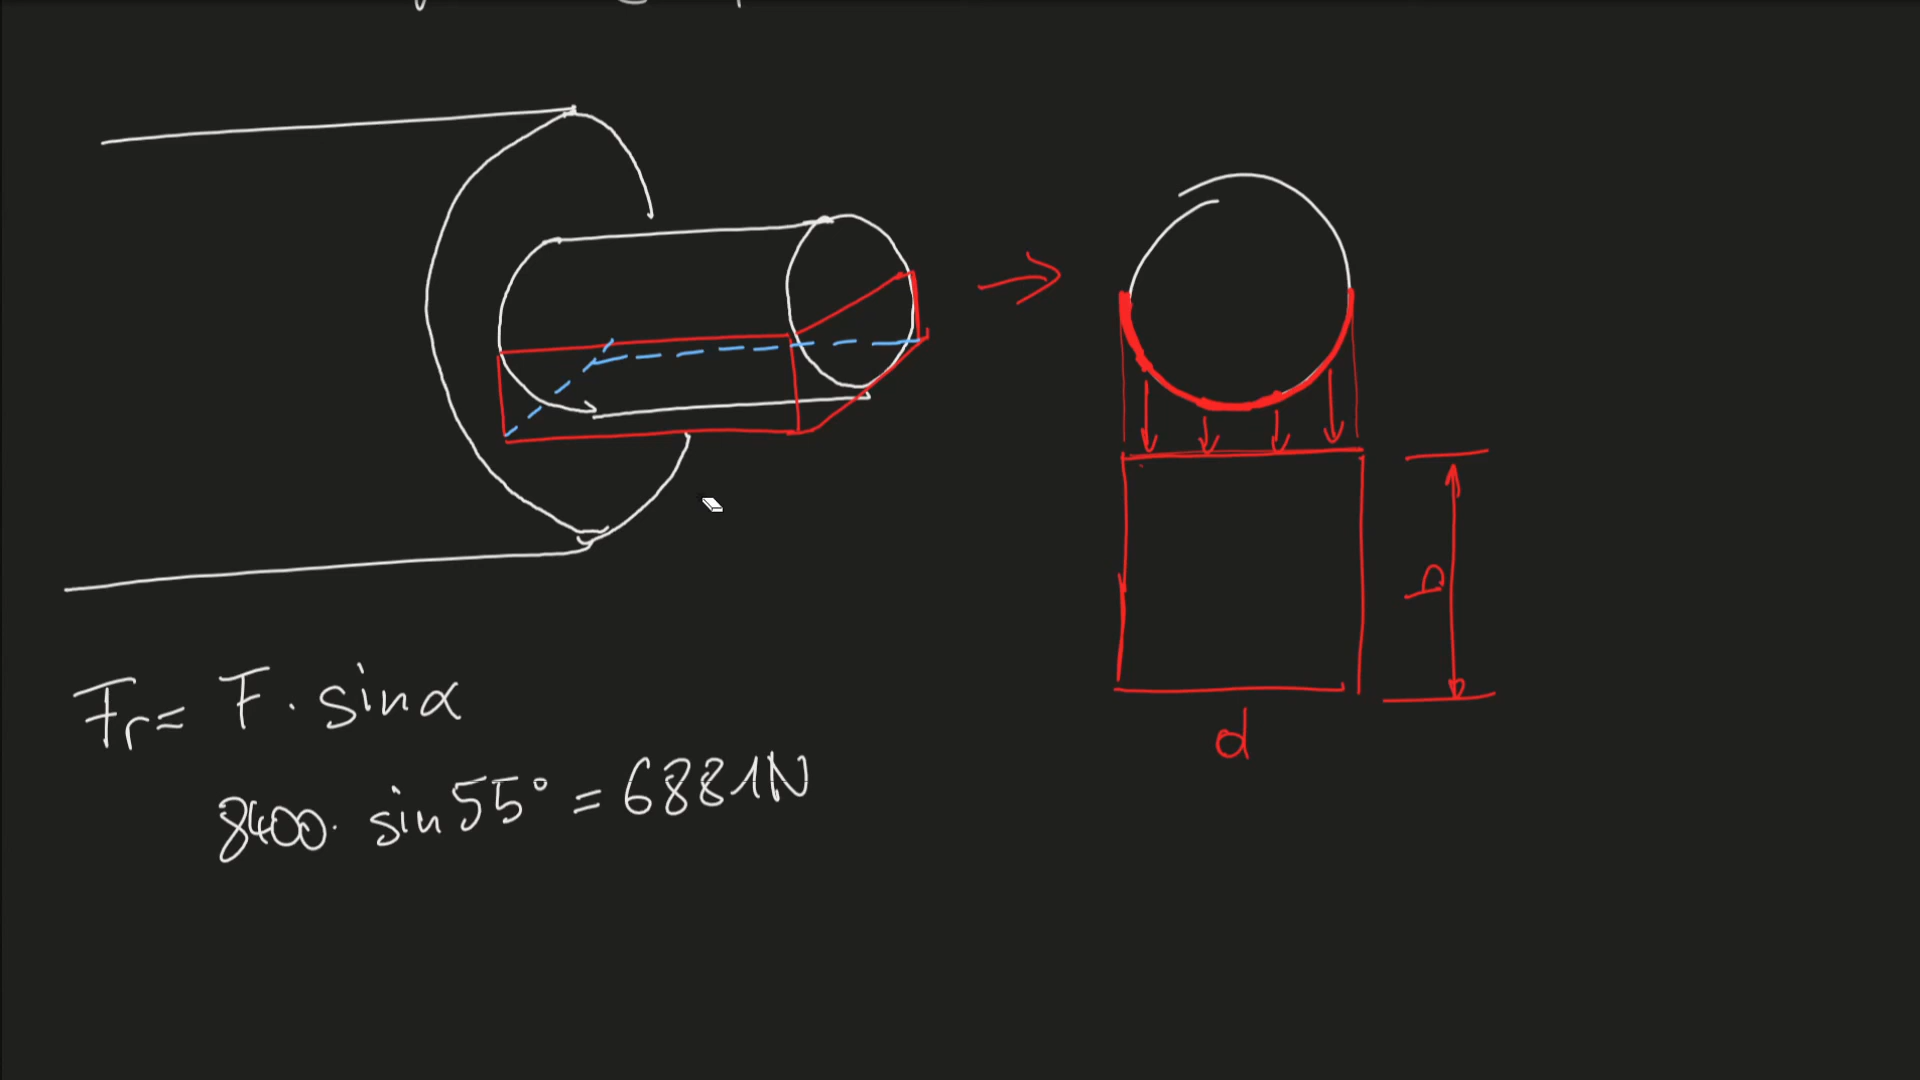 Fr = F · sinα
8400 · sin 55° = 6881N
b
d